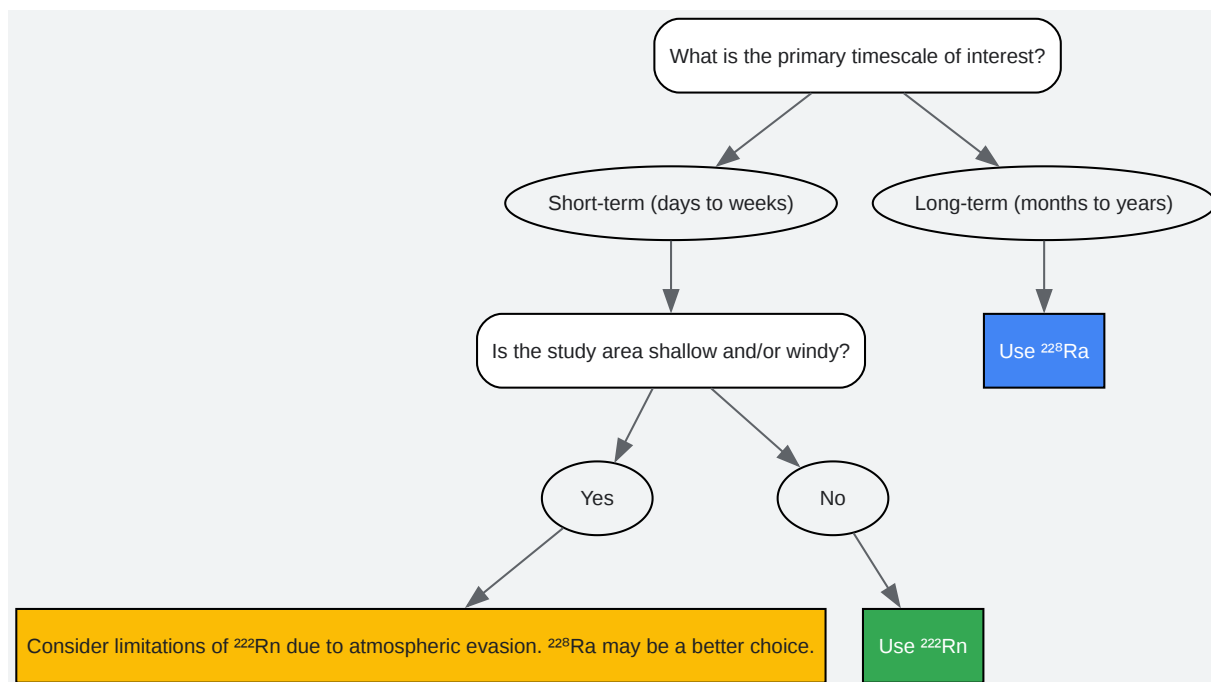 What is the primary timescale of interest?
Short-term (days to weeks)
Long-term (months to years)
Is the study area shallow and/or windy?
Use ²²⁸Ra
Yes
No
Consider limitations of ²²²Rn due to atmospheric evasion. ²²⁸Ra may be a better choice.
Use ²²²Rn